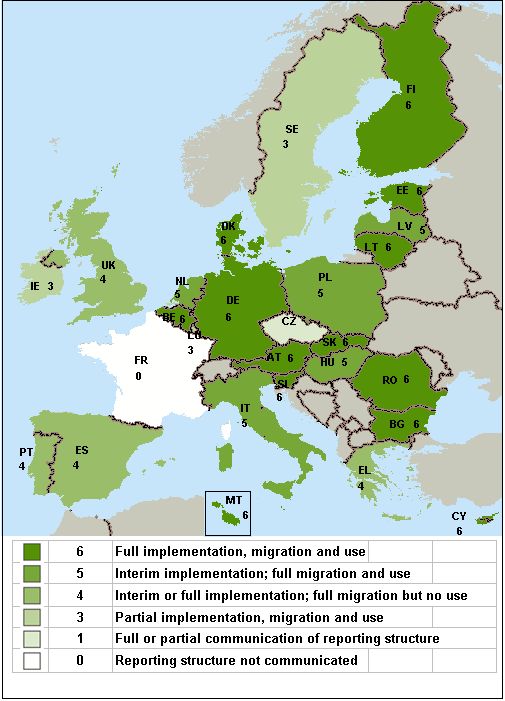 FI
6
SE
3
EE 6
DK
6
LV 5
LT 6
UK
4
IE 3
NL
5
PL
5
DE
6
BE 6
LU
3
CZ
FR
0
SK 6
AT 6
HU 5
SL
6
RO 6
IT
5
BG 6
PT
4
ES
4
EL
4
MT
6
CY
6
6 Full implementation, migration and use
5 Interim implementation; full migration and use
4 Interim or full implementation; full migration but no use
3 Partial implementation, migration and use
1 Full or partial communication of reporting structure
0 Reporting structure not communicated